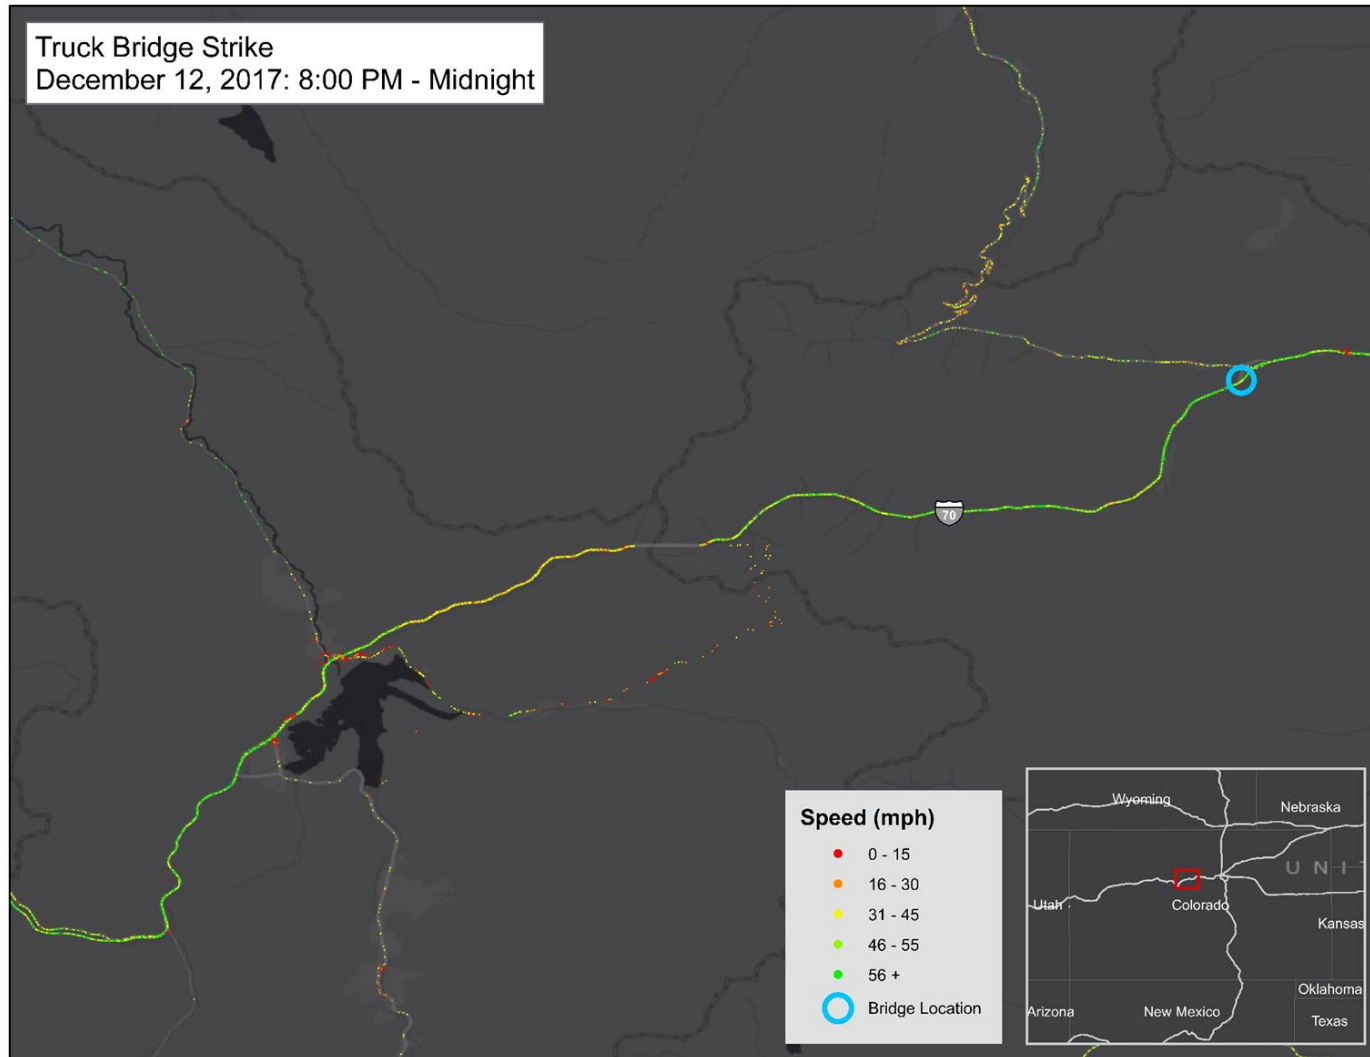 Truck Bridge Strike
December 12, 2017: 8:00 PM - Midnight
70
Speed (mph)
0 - 15
16 - 30
31 - 45
46 - 55
56 +
Bridge Location
Wyoming
Nebraska
UNIT
Utah
Colorado
Kansas
Oklahoma
Arizona
New Mexico
Texas